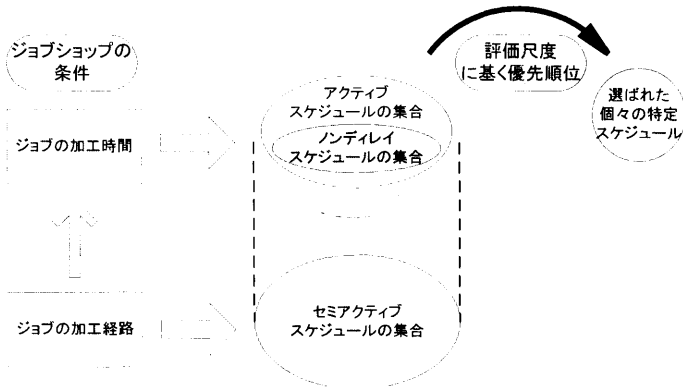 ジョブショップの
条件
評価尺度
に基く優先順位
アクティブ
スケジュールの集合
選ばれた
個々の特定
スケジュール
ジョブの加工時間
ノンディレイ
スケジュールの集合
ジョブの加工経路
セミアクティブ
スケジュールの集合